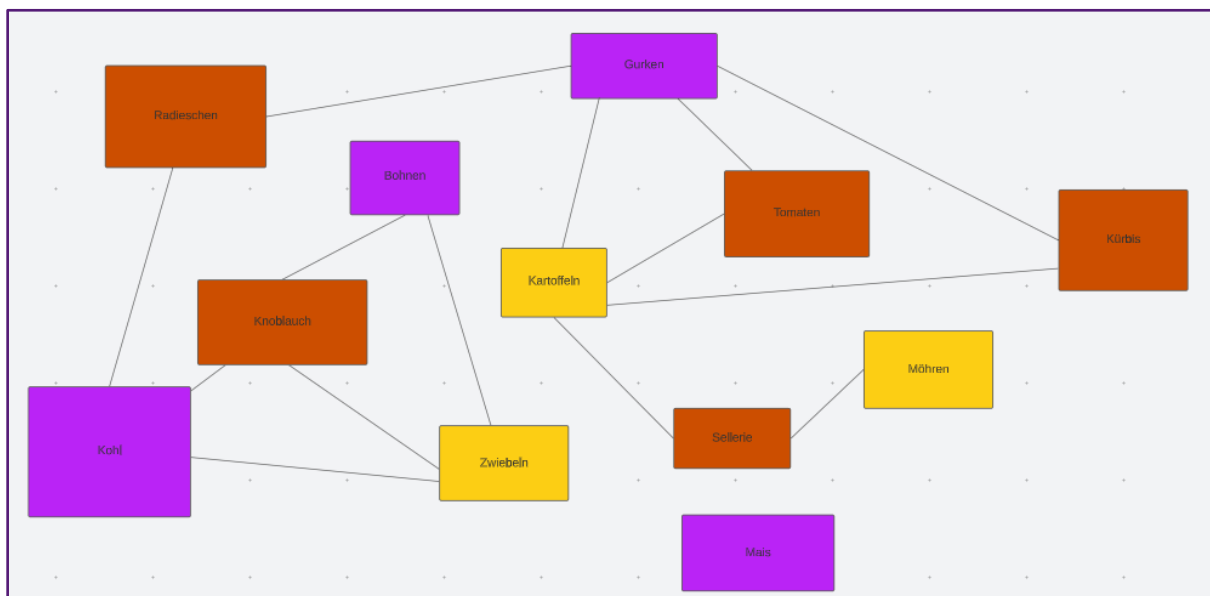 Gurken
Radieschen
Bohnen
Tomaten
Kürbis
Kartoffeln
Knoblauch
Möhren
Sellerie
Kohl
Zwiebeln
Mais